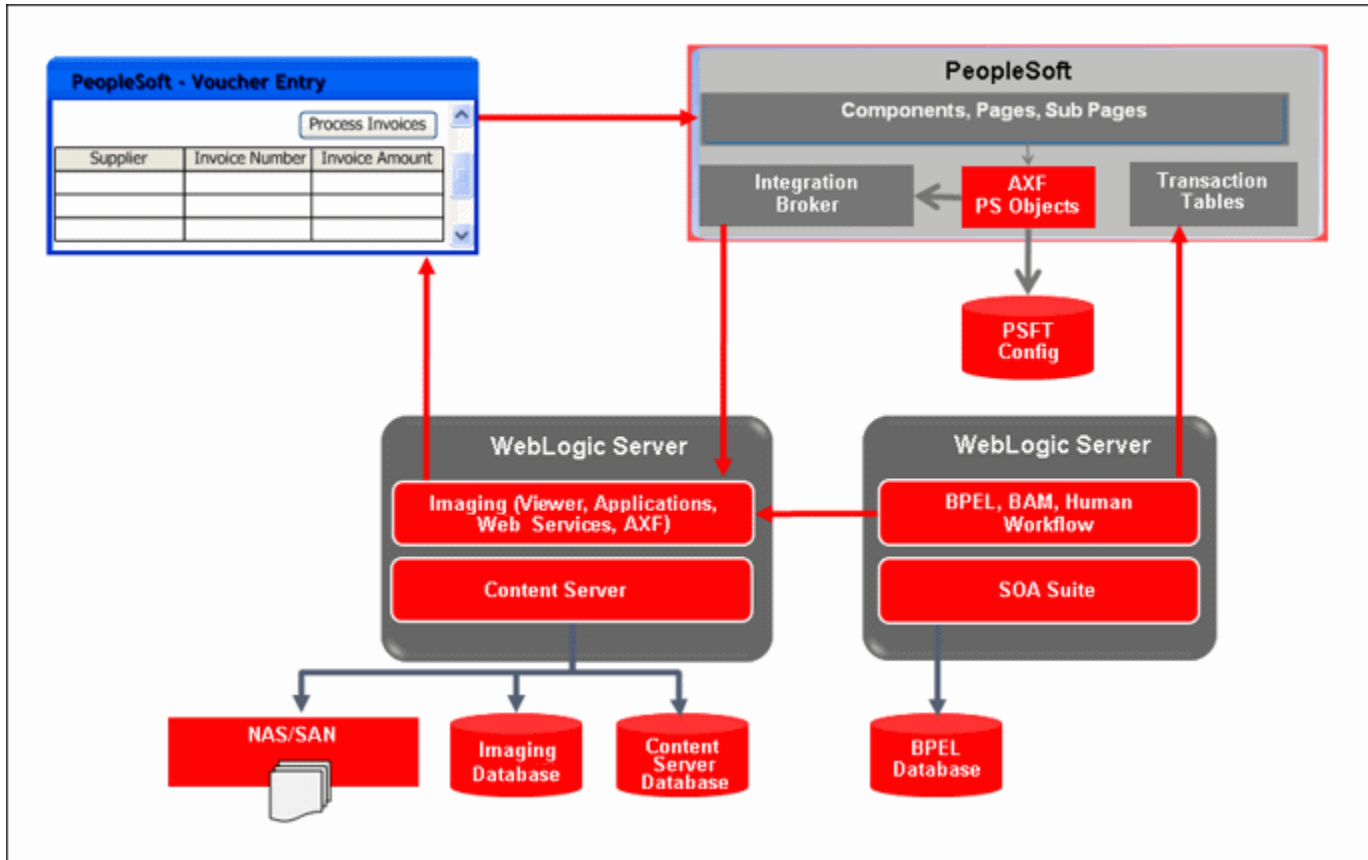 PeopleSoft - Voucher Entry
Process Invoices
Supplier
Invoice Number
Invoice Amount
PeopleSoft
Components, Pages, Sub Pages
Integration
Broker
AXF
PS Objects
Transaction
Tables
PSFT
Config
WebLogic Server
Imaging (Viewer, Applications,
Web Services, AXF)
Content Server
WebLogic Server
BPEL, BAM, Human
Workflow
SOA Suite
NAS/SAN
Imaging
Database
Content
Server
Database
BPEL
Database